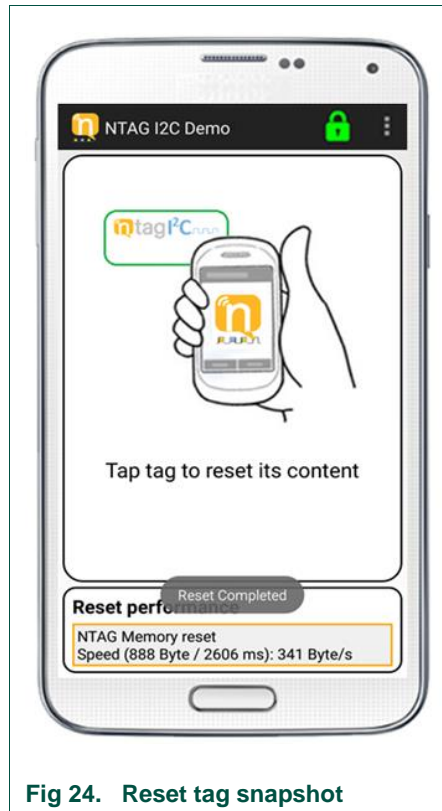 NTAG I2C Demo
ntag I²C
Tap tag to reset its content
Reset Completed
Reset performance
NTAG Memory reset
Speed (888 Byte / 2606 ms): 341 Byte/s
Fig 24. Reset tag snapshot